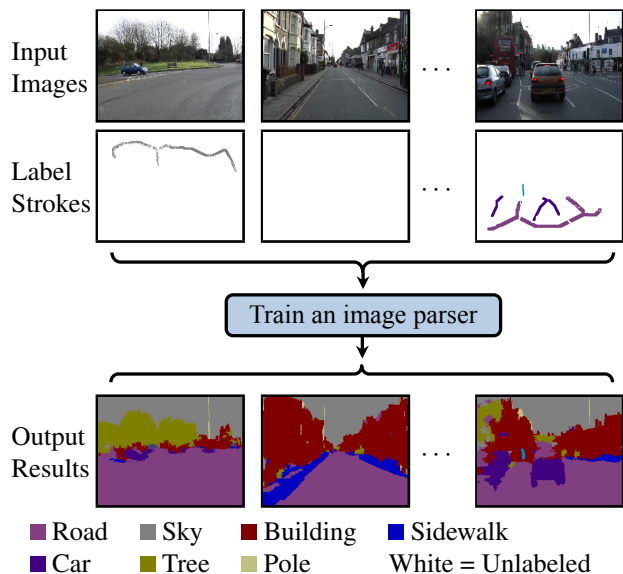 Input
Images
. . .
Label
Strokes
. . .
Train an image parser
Output
Results
. . .
Road Sky Building Sidewalk
Car Tree Pole White = Unlabeled